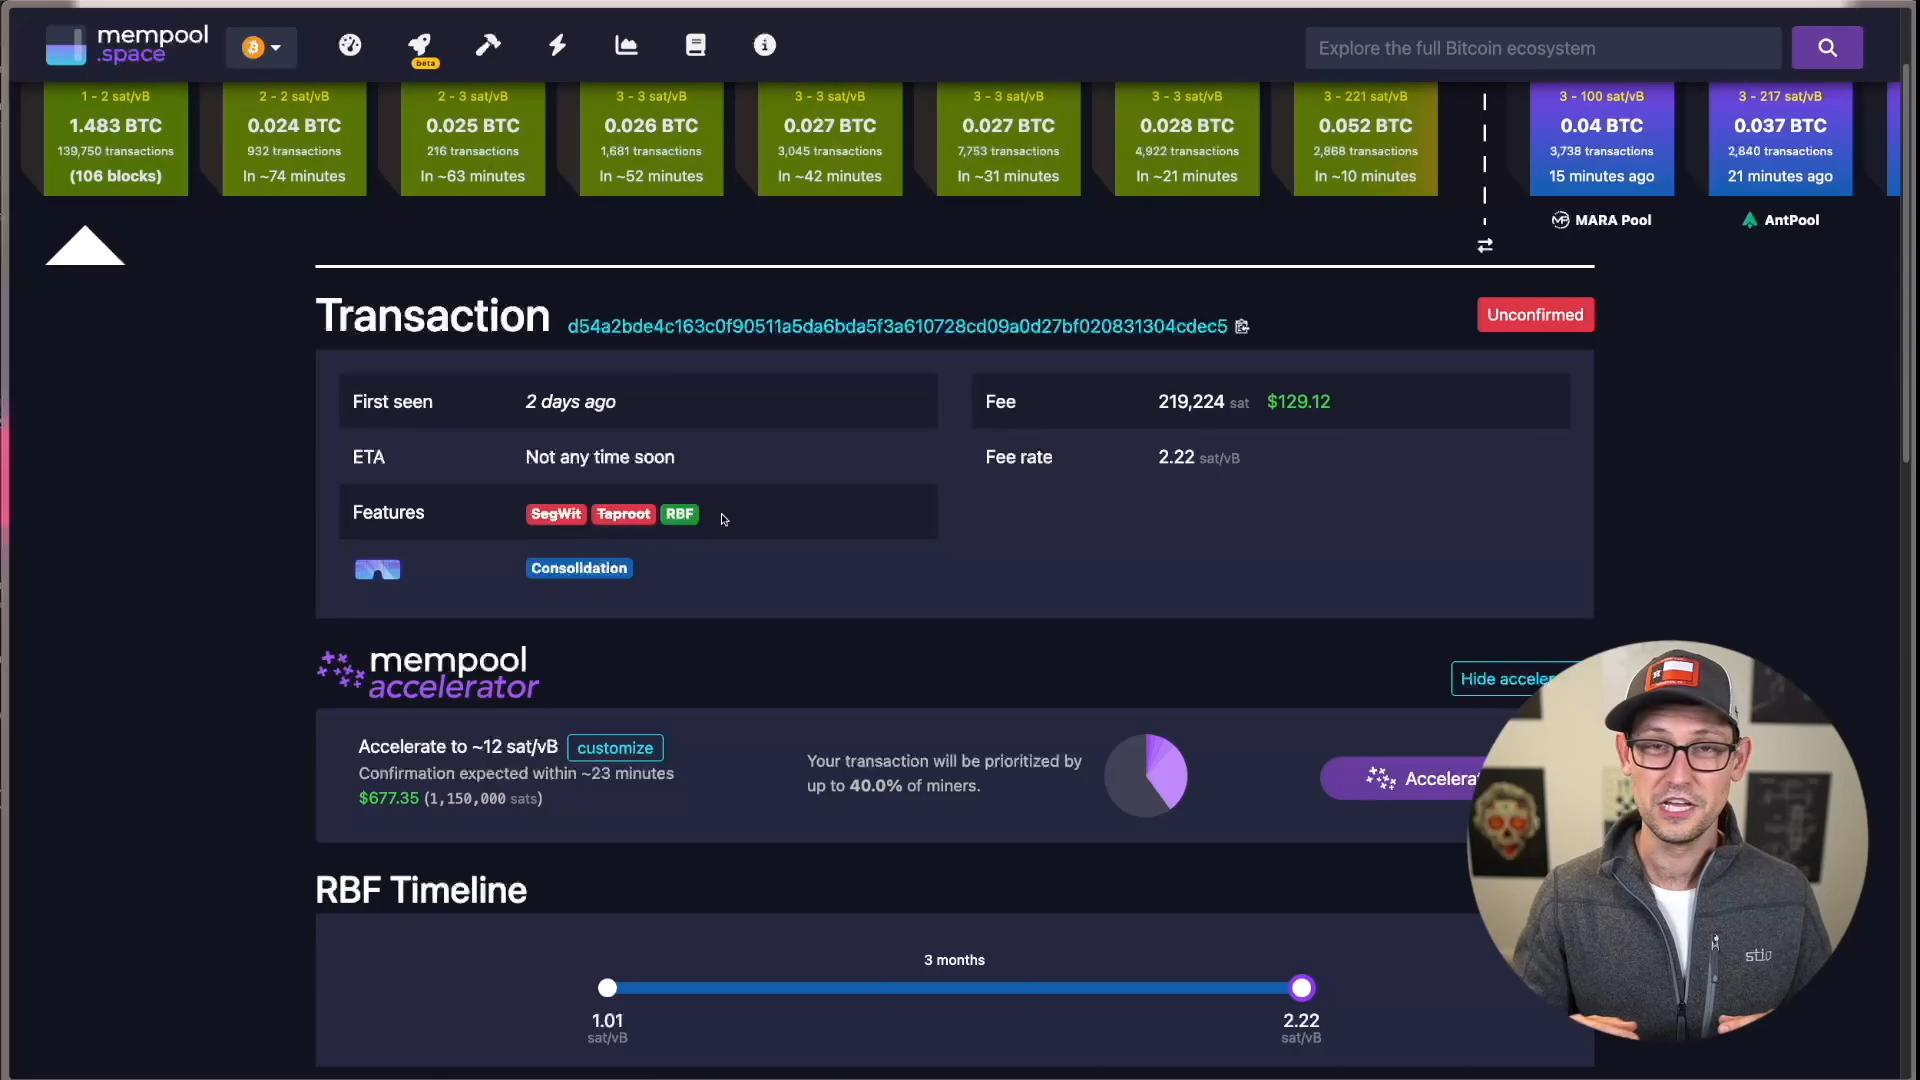 mempool
.space
beta
Explore the full Bitcoin ecosystem
1 - 2 sat/vB
1.483 BTC
139,750 transactions
(106 blocks)
2 - 2 sat/vB
0.024 BTC
932 transactions
In ~74 minutes
2 - 3 sat/vB
0.025 BTC
216 transactions
In ~63 minutes
3 - 3 sat/vB
0.026 BTC
1,681 transactions
In ~52 minutes
3 - 3 sat/vB
0.027 BTC
3,045 transactions
In ~42 minutes
3 - 3 sat/vB
0.027 BTC
7,753 transactions
In ~31 minutes
3 - 3 sat/vB
0.028 BTC
4,922 transactions
In ~21 minutes
3 - 221 sat/vB
0.052 BTC
2,868 transactions
In ~10 minutes
3 - 100 sat/vB
0.04 BTC
3,738 transactions
15 minutes ago
MARA Pool
3 - 217 sat/vB
0.037 BTC
2,840 transactions
21 minutes ago
AntPool
Transaction d54a2bde4c163c0f90511a5da6bda5f3a610728cd09a0d27bf020831304cdec5
Unconfirmed
First seen 2 days ago
ETA Not any time soon
Features SegWit Taproot RBF
Consolidation
Fee 219,224 sat $129.12
Fee rate 2.22 sat/vB
mempool
accelerator
Hide acceler
Accelerate to ~12 sat/vB customize
Confirmation expected within ~23 minutes
$677.35 (1,150,000 sats)
Your transaction will be prioritized by
up to 40.0% of miners.
Accelerat
RBF Timeline
3 months
1.01
sat/vB
2.22
sat/vB
stio